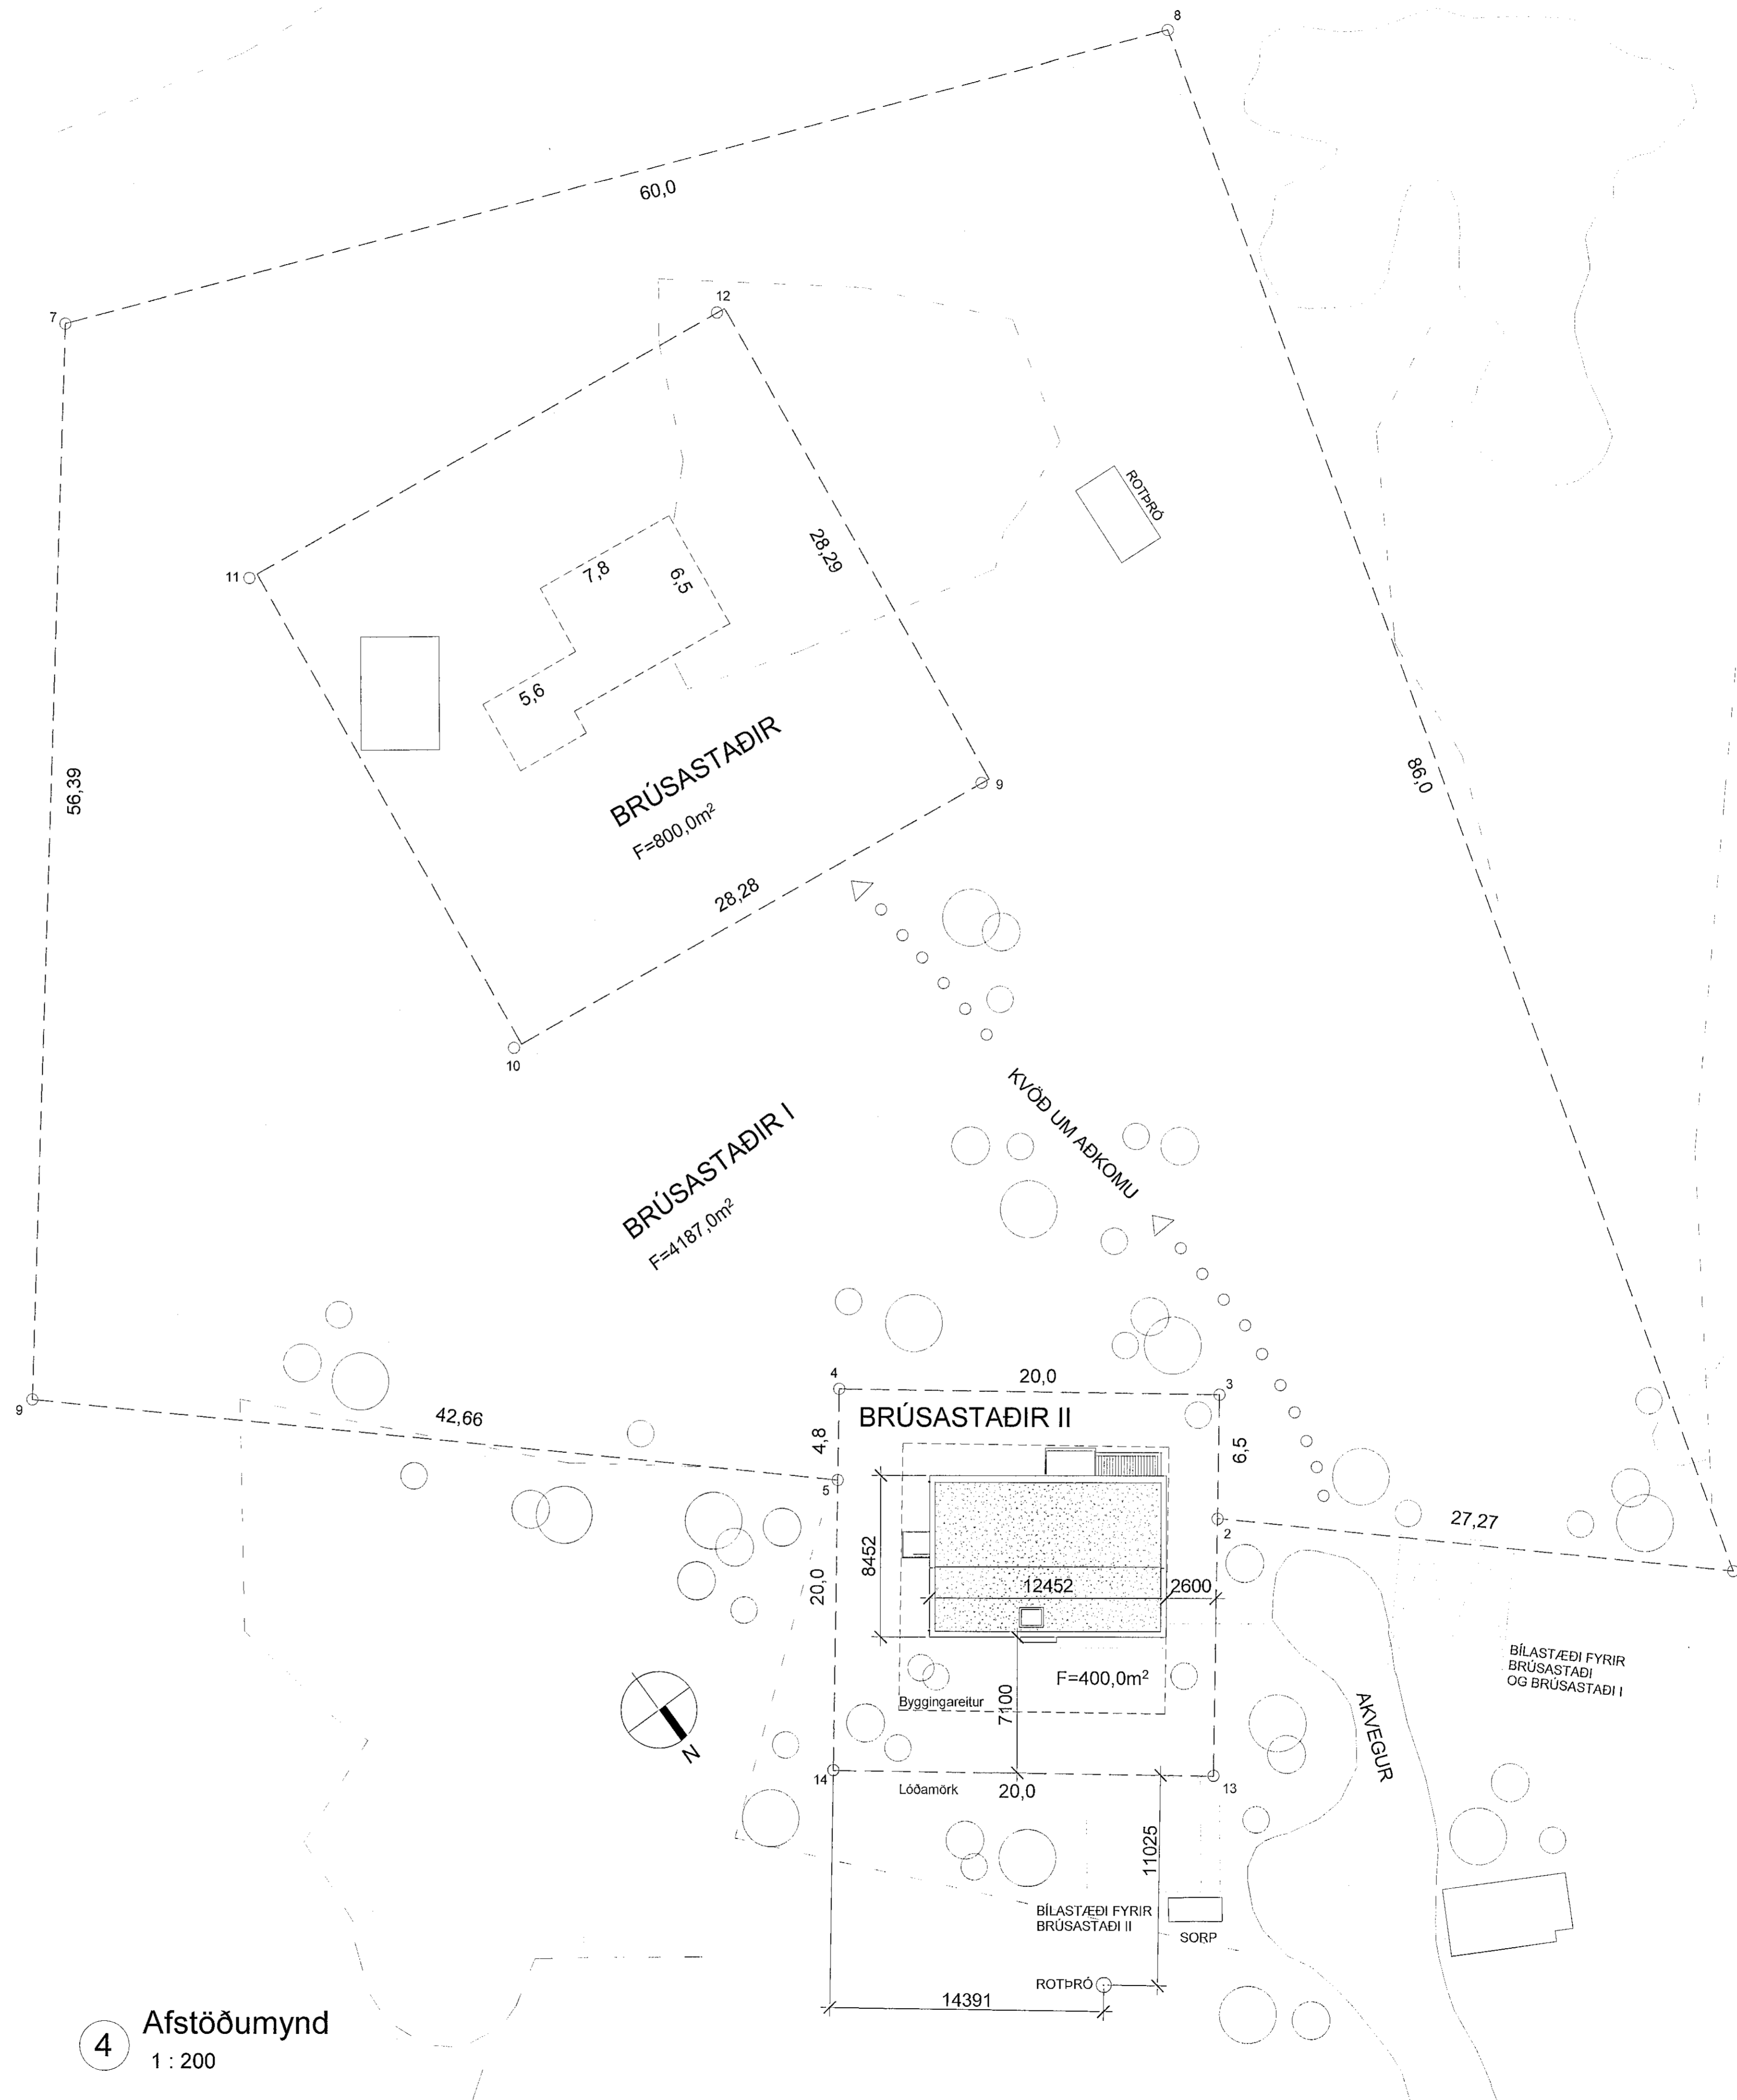 8
60,0
7
12
ROTÞRÓ
28,29
7,8
6,5
11
5,6
BRÚSASTAÐIR
F=800,0m²
56,39
86,0
9
28,28
10
KVÖÐ UM AÐKOMU
BRÚSASTAÐIR I
F=4187,0m²
4
20,0
3
9
42,66
BRÚSASTAÐIR II
4,8
6,5
5
2
27,27
8452
20,0
12452
2600
BÍLASTÆÐI FYRIR
BRÚSASTAÐI
OG BRÚSASTAÐI I
F=400,0m²
Byggingareitur
7100
AKVEGUR
N
14
Lóðamörk
20,0
13
11025
BÍLASTÆÐI FYRIR
BRÚSASTAÐI II
SORP
ROTÞRÓ
14391
4
Afstöðumynd
1 : 200